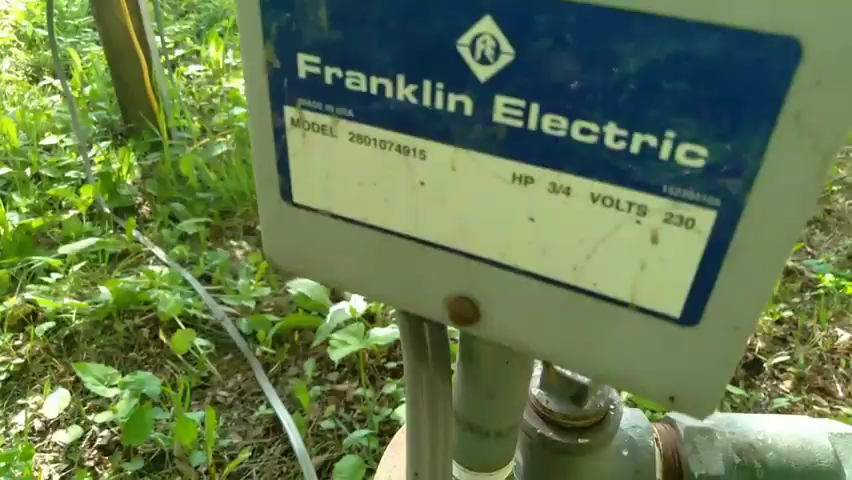 Franklin Electric
MADE IN USA
MODEL 2801074915
HP 3/4 VOLTS 230